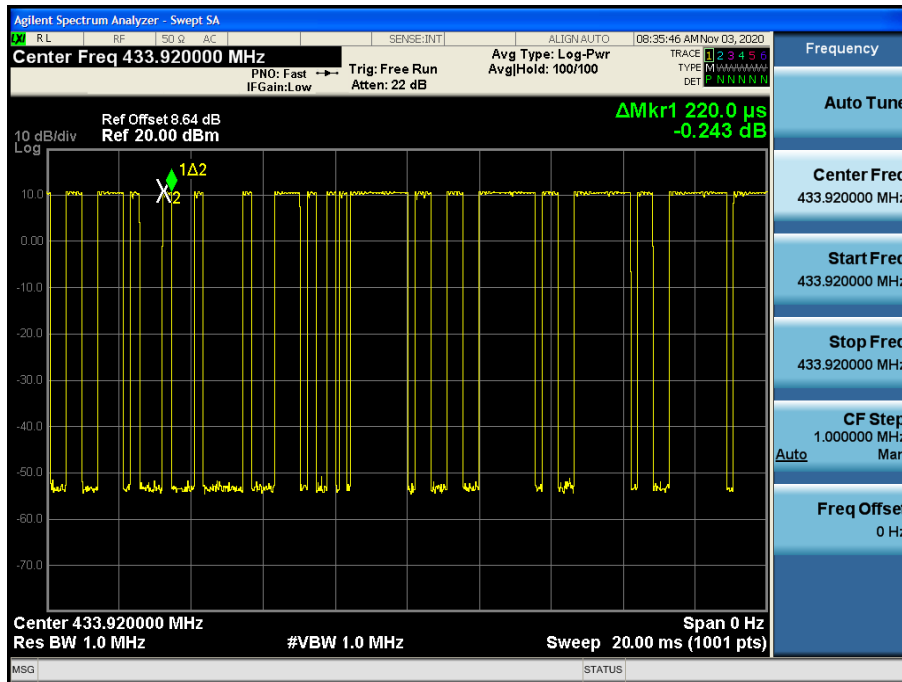 Agilent Spectrum Analyzer - Swept SA
LXI RL RF 50 Ω AC SENSE:INT ALIGN AUTO 08:35:46 AM Nov 03, 2020
Center Freq 433.920000 MHz
PNO: Fast
IFGain:Low
Trig: Free Run
Atten: 22 dB
Avg Type: Log-Pwr
Avg|Hold: 100/100
TRACE 1 2 3 4 5 6
TYPE M WWWWW
DET P N N N N N
Ref Offset 8.64 dB
10 dB/div Ref 20.00 dBm
Log
ΔMkr1 220.0 µs
-0.243 dB
1Δ2
X2
10.0
0.00
-10.0
-20.0
-30.0
-40.0
-50.0
-60.0
-70.0
Center 433.920000 MHz
Span 0 Hz
Res BW 1.0 MHz
#VBW 1.0 MHz
Sweep 20.00 ms (1001 pts)
MSG
STATUS
Frequency
Auto Tune
Center Freq
433.920000 MHz
Start Freq
433.920000 MHz
Stop Freq
433.920000 MHz
CF Step
1.000000 MHz
Auto Man
Freq Offset
0 Hz